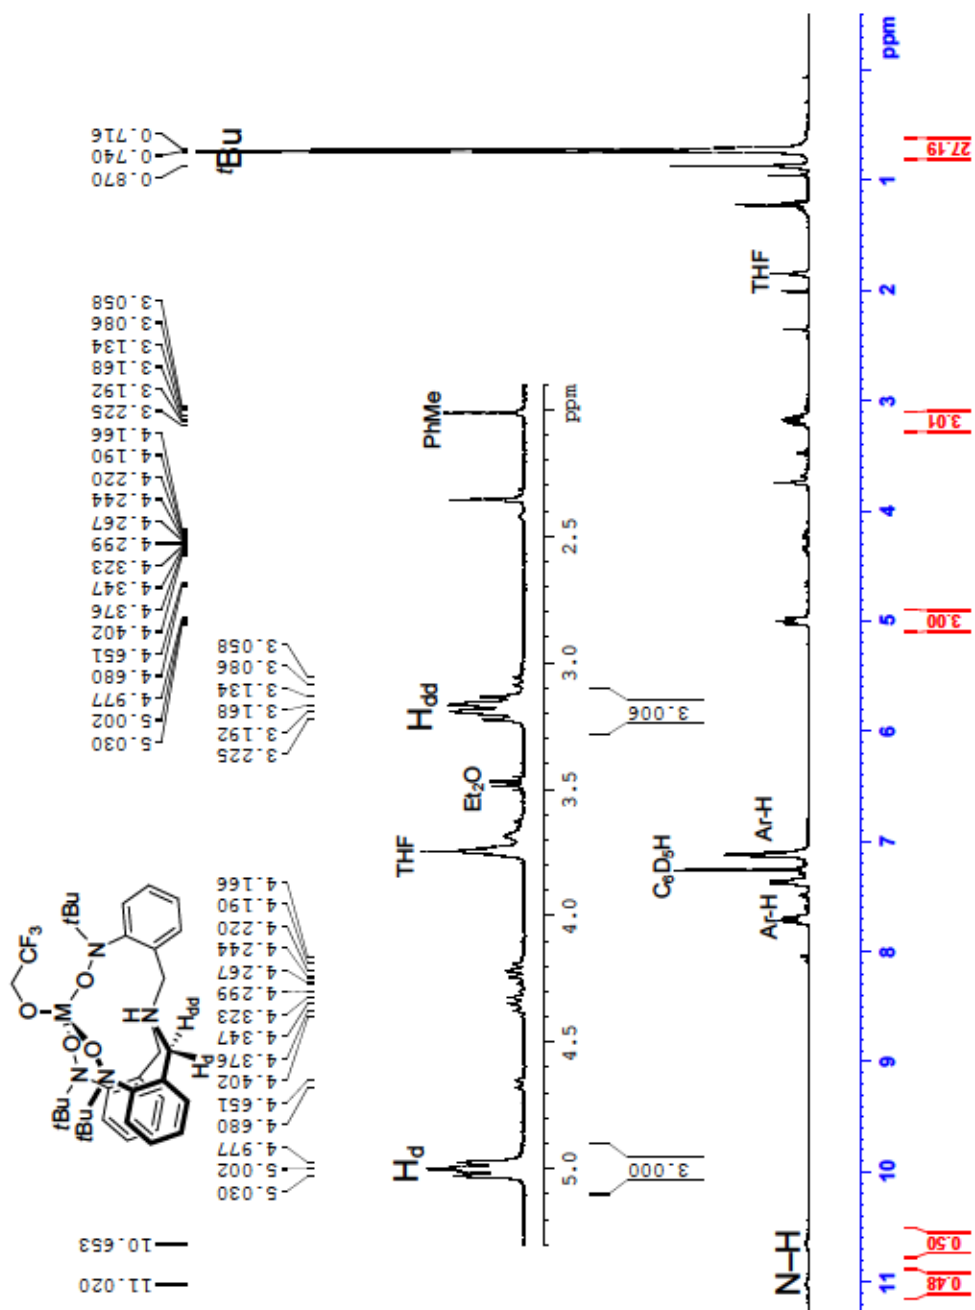 11.020
10.653
5.030
5.002
4.977
4.680
4.651
4.402
4.376
4.347
4.323
4.299
4.267
4.244
4.220
4.190
4.166
3.225
3.192
3.168
3.134
3.086
3.058
0.870
0.740
0.716
tBu
O
CF3
M
O
O
O
N
tBu
N
tBu
N
tBu
HN
Hdd
Hd
5.030
5.002
4.977
4.680
4.651
4.402
4.376
4.347
4.323
4.299
4.267
4.244
4.220
4.190
4.166
3.225
3.192
3.168
3.134
3.086
3.058
Hd
THF
Et2O
Hdd
PhMe
5.0
4.5
4.0
3.5
3.0
2.5
ppm
3.000
3.006
N–H
Ar-H
C6D5H
Ar-H
THF
11
10
9
8
7
6
5
4
3
2
1
ppm
0.48
0.50
3.00
3.01
27.19